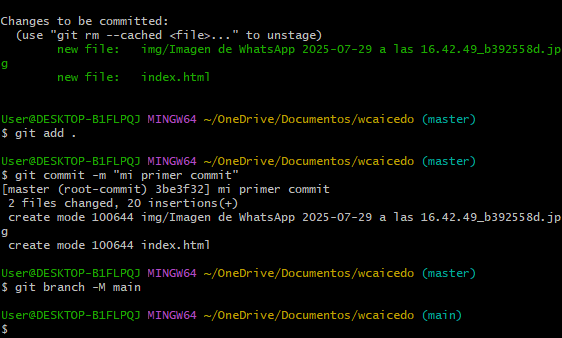 Changes to be committed:
  (use "git rm --cached <file>..." to unstage)
        new file:   img/Imagen de WhatsApp 2025-07-29 a las 16.42.49_b392558d.jp
g
        new file:   index.html
User@DESKTOP-B1FLPQJ MINGW64 ~/OneDrive/Documentos/wcaicedo (master)
$ git add .
User@DESKTOP-B1FLPQJ MINGW64 ~/OneDrive/Documentos/wcaicedo (master)
$ git commit -m "mi primer commit"
[master (root-commit) 3be3f32] mi primer commit
 2 files changed, 20 insertions(+)
 create mode 100644 img/Imagen de WhatsApp 2025-07-29 a las 16.42.49_b392558d.jp
g
 create mode 100644 index.html
User@DESKTOP-B1FLPQJ MINGW64 ~/OneDrive/Documentos/wcaicedo (master)
$ git branch -M main
User@DESKTOP-B1FLPQJ MINGW64 ~/OneDrive/Documentos/wcaicedo (main)
$